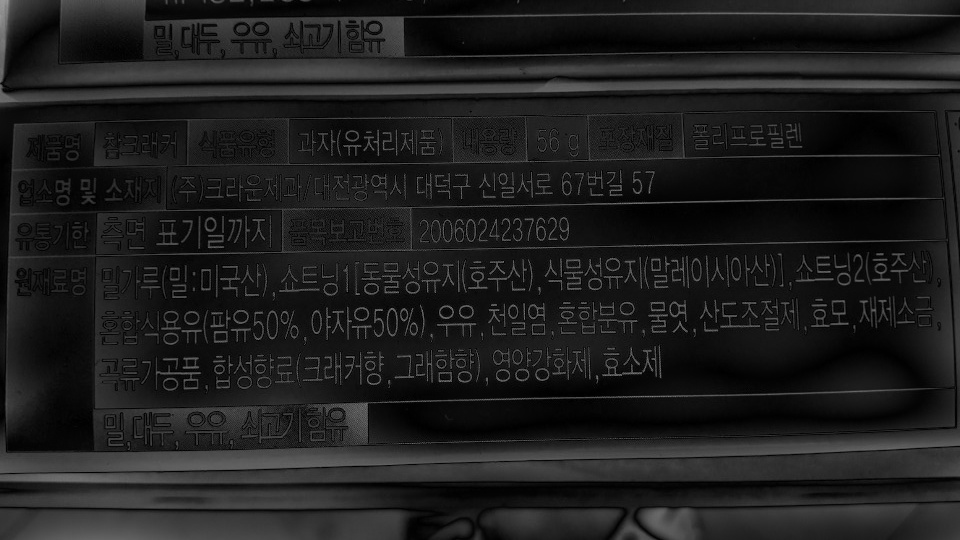 밀,대두, 우유, 쇠고기 함유
제품명 참크래커 식품유형 과자(유처리제품) 내용량 56 g 포장재질 폴리프로필렌
업소명 및 소재지 (주)크라운제과/대전광역시 대덕구 신일서로 67번길 57
유통기한 측면 표기일까지 품목보고번호 2006024237629
원재료명 밀가루(밀:미국산),쇼트닝1[동물성유지(호주산),식물성유지(말레이시아산)],쇼트닝2(호주산),
혼합식용유(팜유50%,야자유50%),우유,천일염,혼합분유,물엿,산도조절제,효모,재제소금,
곡류가공품,합성향료(크래커향,그래함향),영양강화제,효소제
밀,대두, 우유, 쇠고기 함유